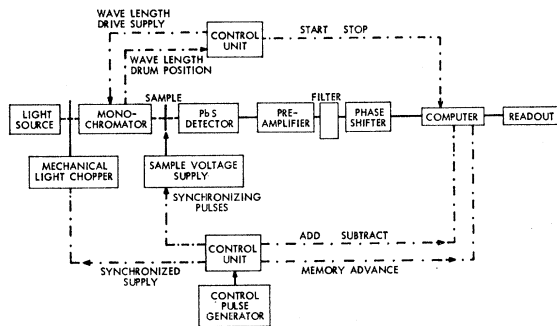 WAVE LENGTH
DRIVE SUPPLY
CONTROL
UNIT
START STOP
WAVE LENGTH
DRUM POSITION
LIGHT
SOURCE
MONO-
CHROMATOR
SAMPLE
PbS
DETECTOR
PRE-
AMPLIFIER
FILTER
PHASE
SHIFTER
COMPUTER
READOUT
MECHANICAL
LIGHT CHOPPER
SAMPLE VOLTAGE
SUPPLY
SYNCHRONIZING
PULSES
ADD SUBTRACT
CONTROL
UNIT
SYNCHRONIZED
SUPPLY
MEMORY ADVANCE
CONTROL
PULSE
GENERATOR